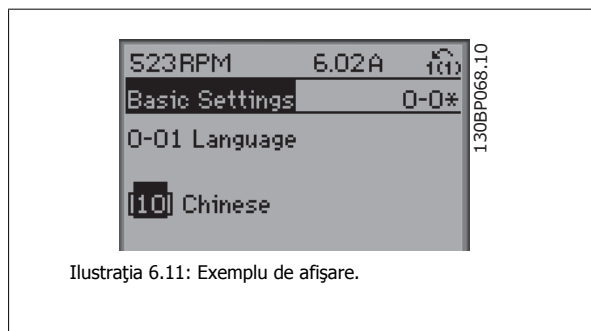 523RPM 6.02A 1(1)
Basic Settings 0-0*
0-01 Language
[10] Chinese
130BP068.10
Ilustraţia 6.11: Exemplu de afişare.